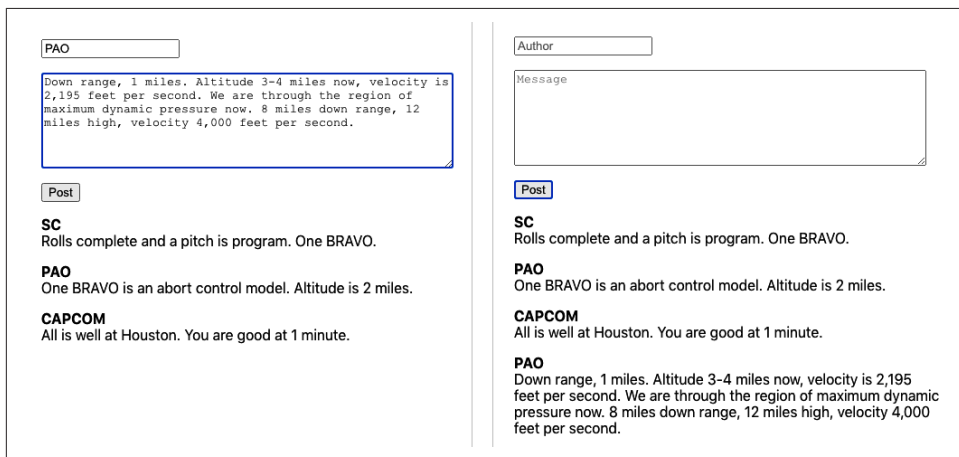 PAO
Down range, 1 miles. Altitude 3-4 miles now, velocity is
2,195 feet per second. We are through the region of
maximum dynamic pressure now. 8 miles down range, 12
miles high, velocity 4,000 feet per second.
Post
SC
Rolls complete and a pitch is program. One BRAVO.
PAO
One BRAVO is an abort control model. Altitude is 2 miles.
CAPCOM
All is well at Houston. You are good at 1 minute.
Author
Message
Post
SC
Rolls complete and a pitch is program. One BRAVO.
PAO
One BRAVO is an abort control model. Altitude is 2 miles.
CAPCOM
All is well at Houston. You are good at 1 minute.
PAO
Down range, 1 miles. Altitude 3-4 miles now, velocity is 2,195
feet per second. We are through the region of maximum dynamic
pressure now. 8 miles down range, 12 miles high, velocity 4,000
feet per second.